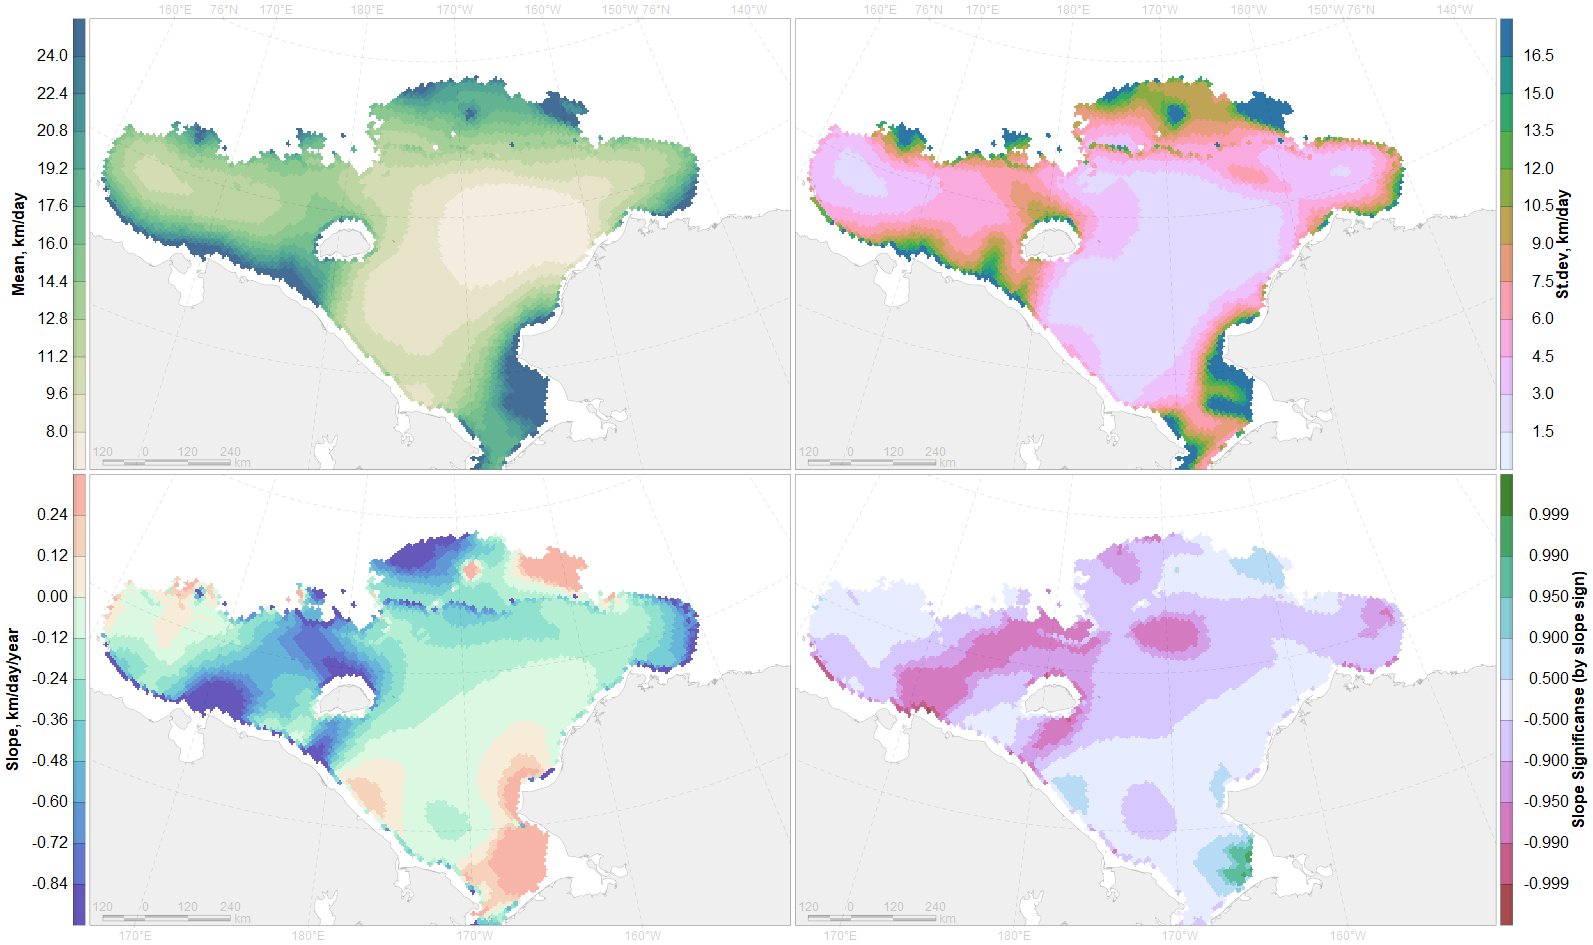 160°E 76°N 170°E 180°E 170°W 160°W 150°W 76°N 140°W
160°E 76°N 170°E 180°E 170°W 160°W 150°W 76°N 140°W
Mean, km/day
24.0
22.4
20.8
19.2
17.6
16.0
14.4
12.8
11.2
9.6
8.0
120 0 120 240
km
St.dev, km/day
16.5
15.0
13.5
12.0
10.5
9.0
7.5
6.0
4.5
3.0
1.5
120 0 120 240
km
Slope, km/day/year
0.24
0.12
0.00
-0.12
-0.24
-0.36
-0.48
-0.60
-0.72
-0.84
120 0 120 240
km
Slope Significanse (by slope sign)
0.999
0.990
0.950
0.900
0.500
-0.500
-0.900
-0.950
-0.990
-0.999
120 0 120 240
km
170°E 180°E 170°W 160°W
170°E 180°E 170°W 160°W